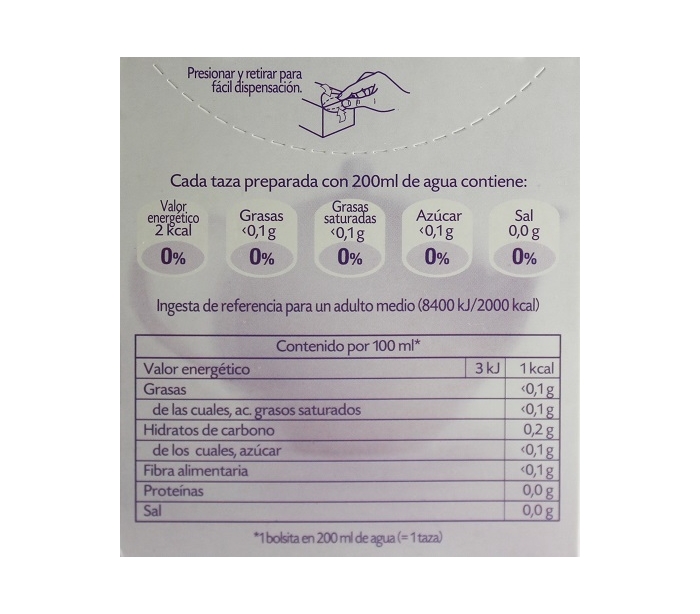 Presionar y retirar para
fácil dispensación.
Cada taza preparada con 200ml de agua contiene:
Valor
energético
2 kcal
0%
Grasas
<0,1 g
0%
Grasas
saturadas
<0,1 g
0%
Azúcar
<0,1 g
0%
Sal
0,0 g
0%
Ingesta de referencia para un adulto medio (8400 kJ/2000 kcal)
Contenido por 100 ml*
Valor energético 3 kJ 1 kcal
Grasas <0,1 g
de las cuales, ac. grasos saturados <0,1 g
Hidratos de carbono 0,2 g
de los cuales, azúcar <0,1 g
Fibra alimentaria <0,1 g
Proteínas 0,0 g
Sal 0,0 g
*1 bolsita en 200 ml de agua (= 1 taza)